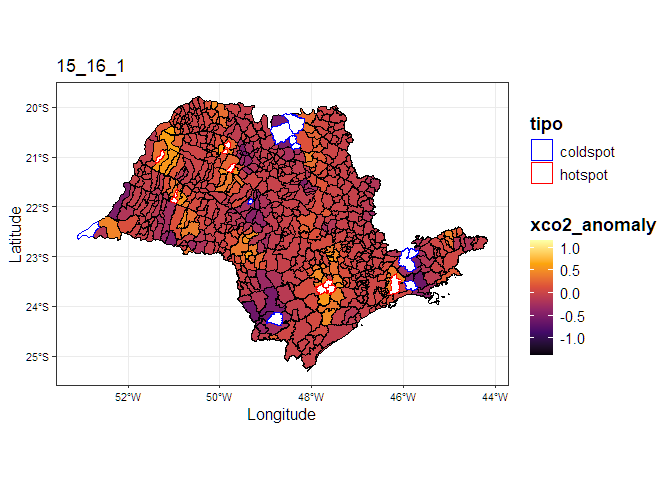 15_16_1
20°S
21°S
22°S
23°S
24°S
25°S
Latitude
52°W
50°W
48°W
46°W
44°W
Longitude
tipo
coldspot
hotspot
xco2_anomaly
1.0
0.5
0.0
-0.5
-1.0